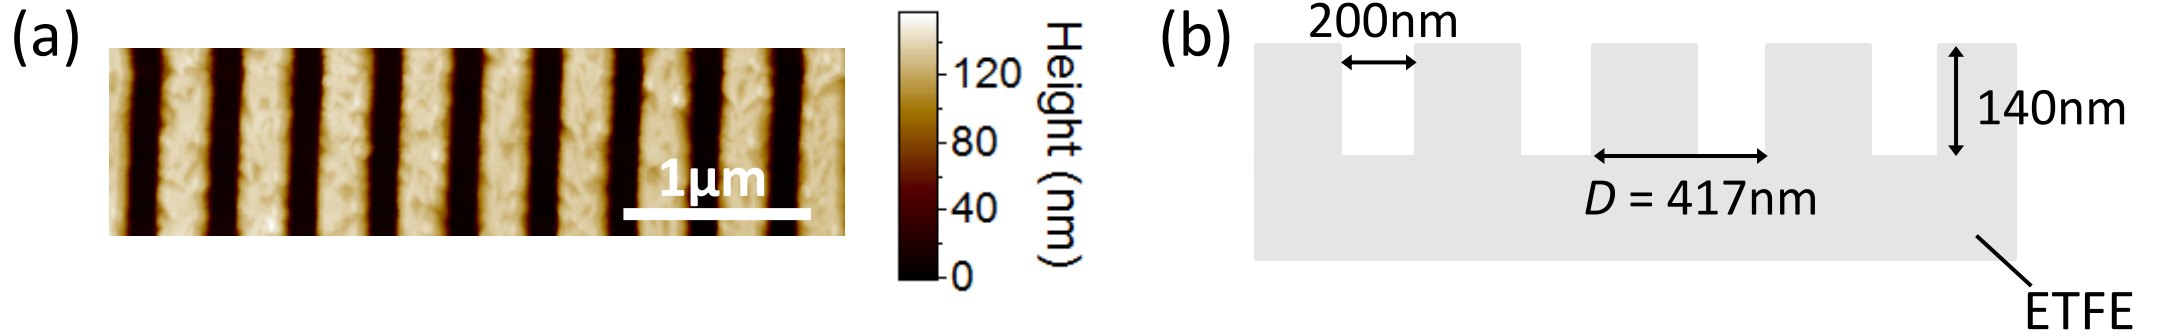 (a)
1μm
120
80
40
0
Height (nm)
(b)
200nm
140nm
D = 417nm
ETFE